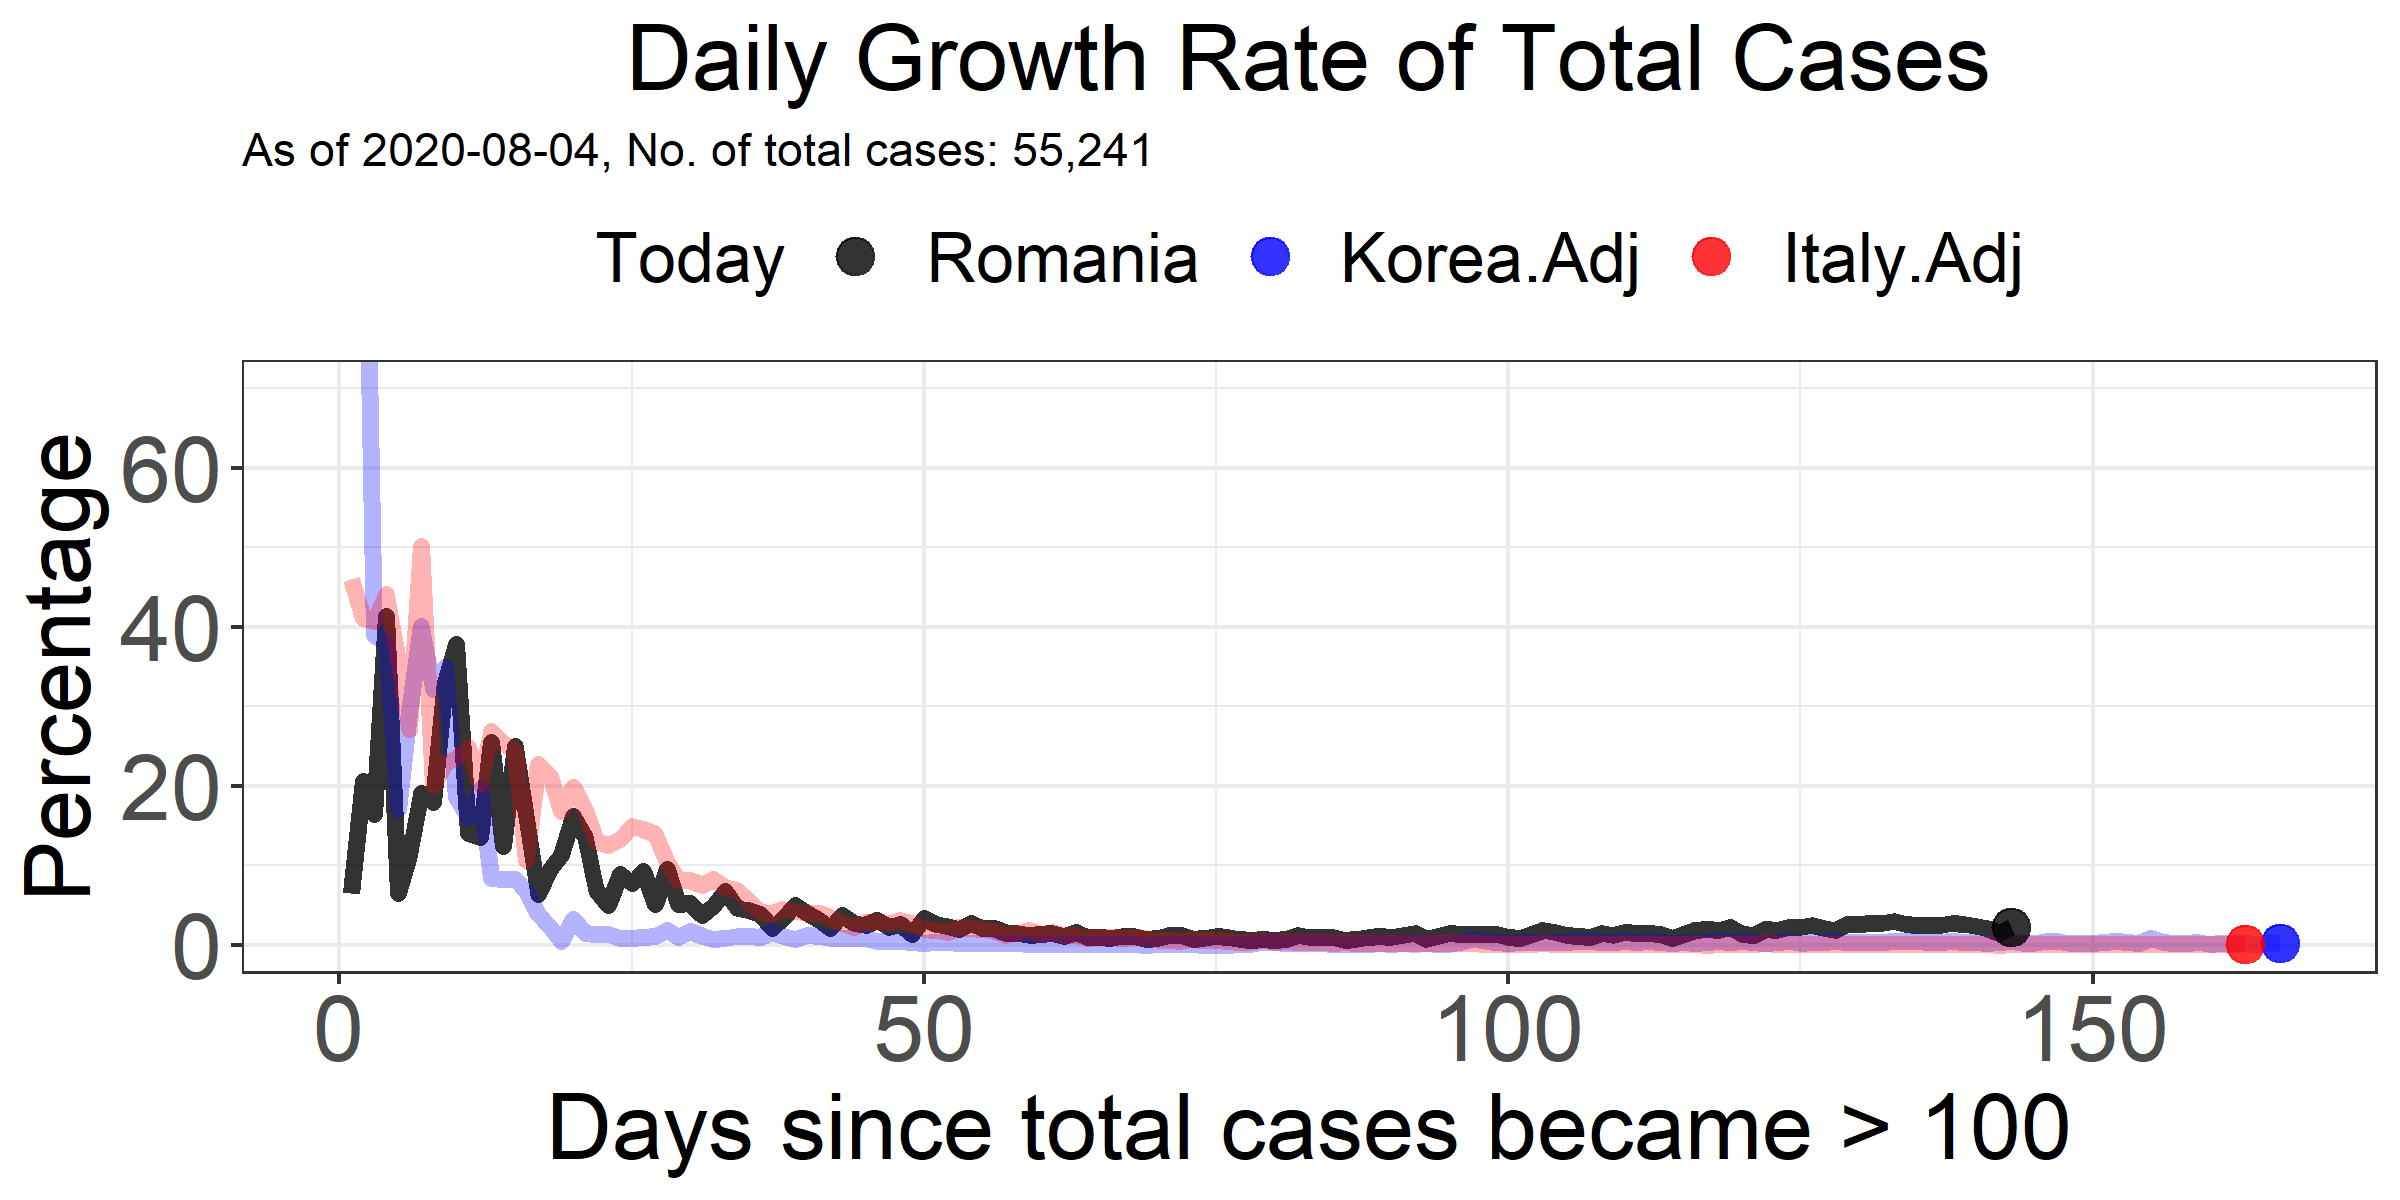 Daily Growth Rate of Total Cases
As of 2020-08-04, No. of total cases: 55,241
Today Romania Korea.Adj Italy.Adj
Percentage
60
40
20
0
0 50 100 150
Days since total cases became > 100